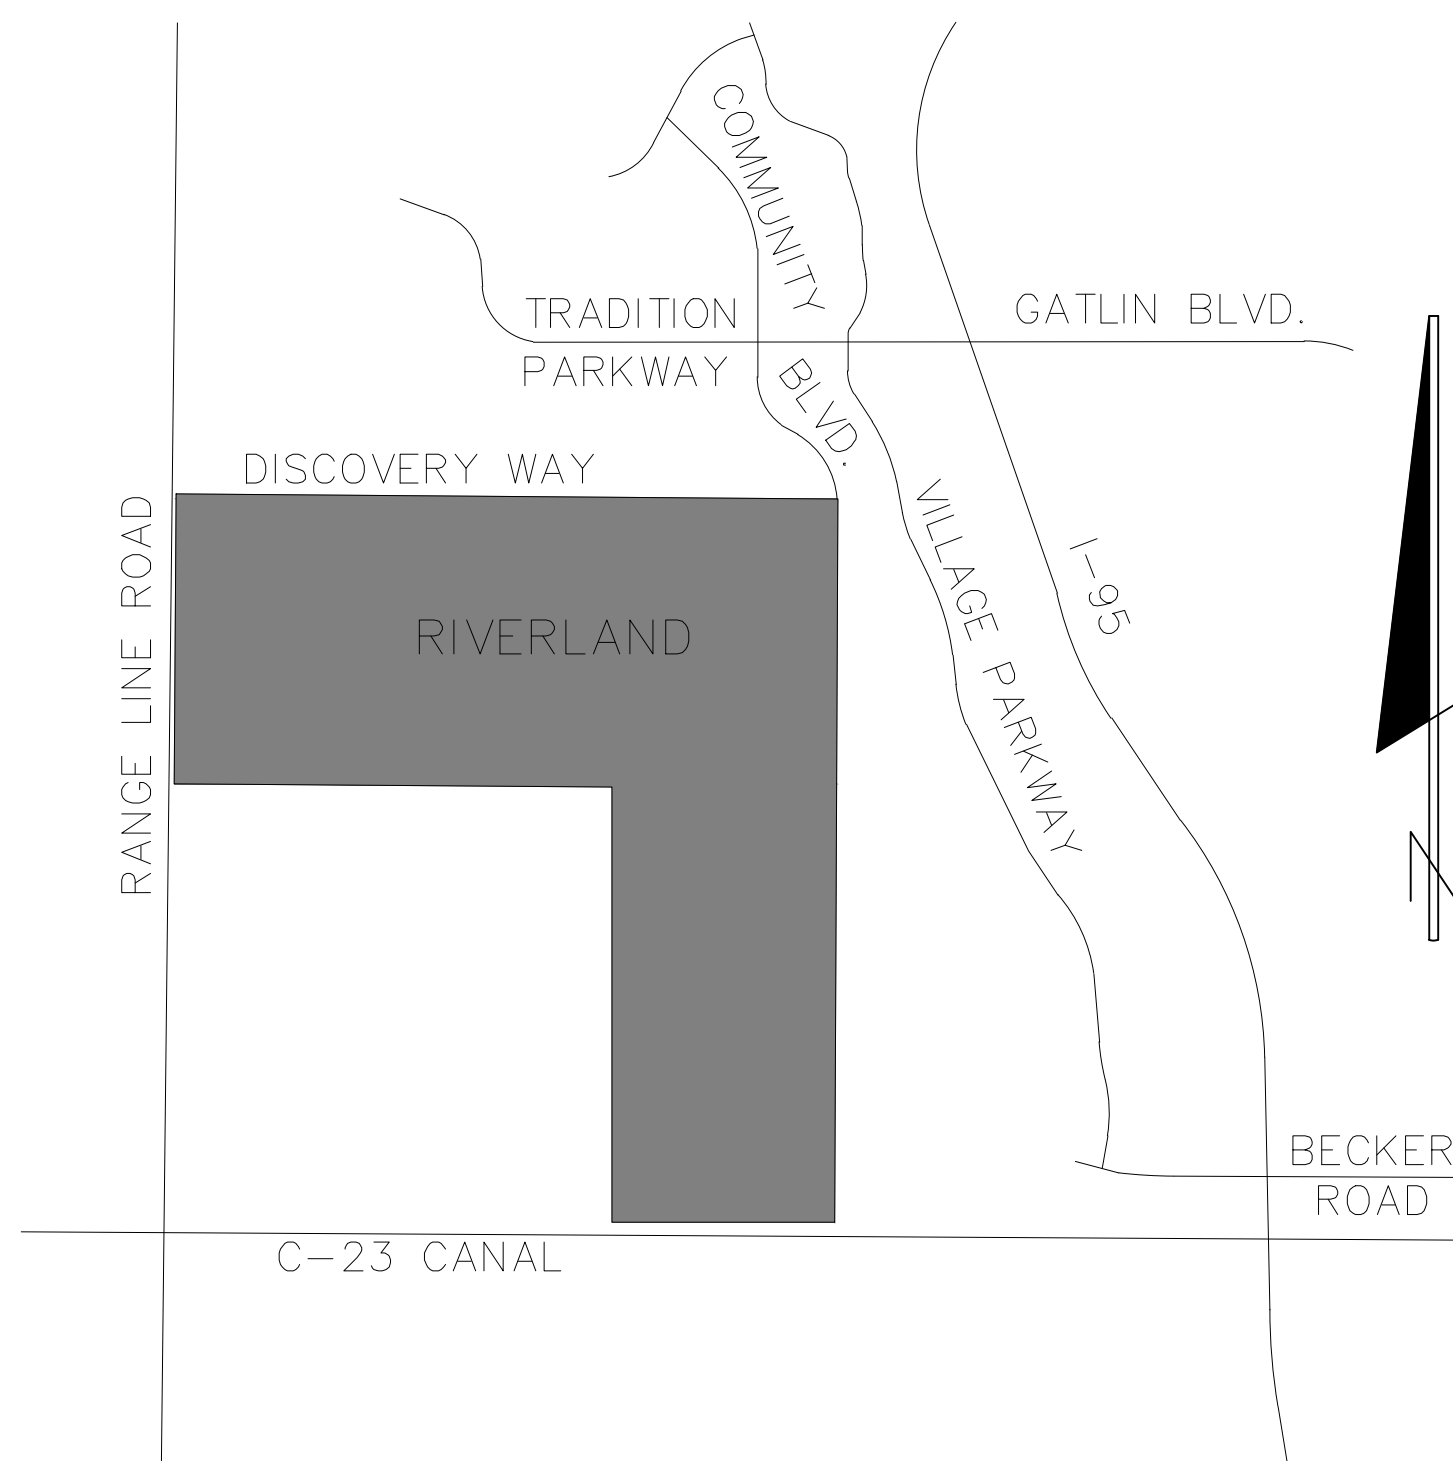 COMMUNITY
BLVD.
TRADITION
PARKWAY
GATLIN BLVD.
DISCOVERY WAY
RANGE LINE ROAD
RIVERLAND
VILLAGE PARKWAY
I-95
N
BECKER
ROAD
C-23 CANAL